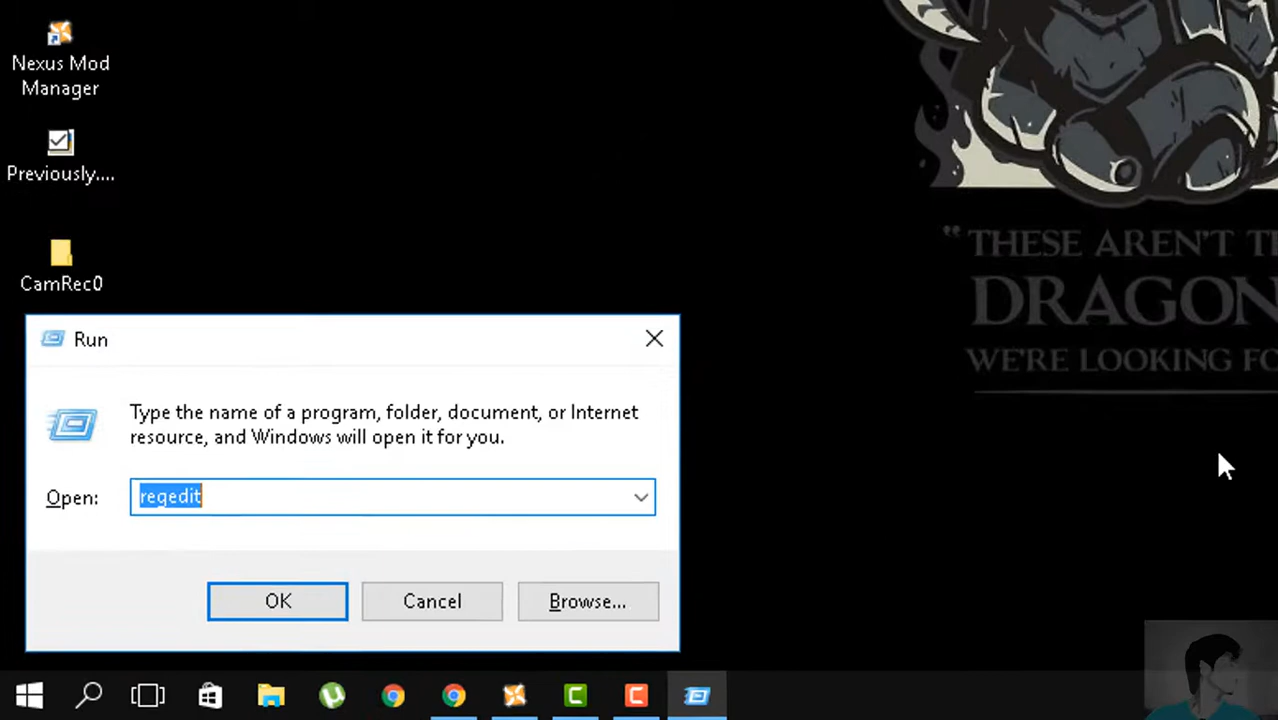 Nexus Mod
Manager
Previously....
CamRec0
“ THESE AREN'T T
DRAGON
WE'RE LOOKING FO
Run
Type the name of a program, folder, document, or Internet
resource, and Windows will open it for you.
Open:
regedit
OK
Cancel
Browse...